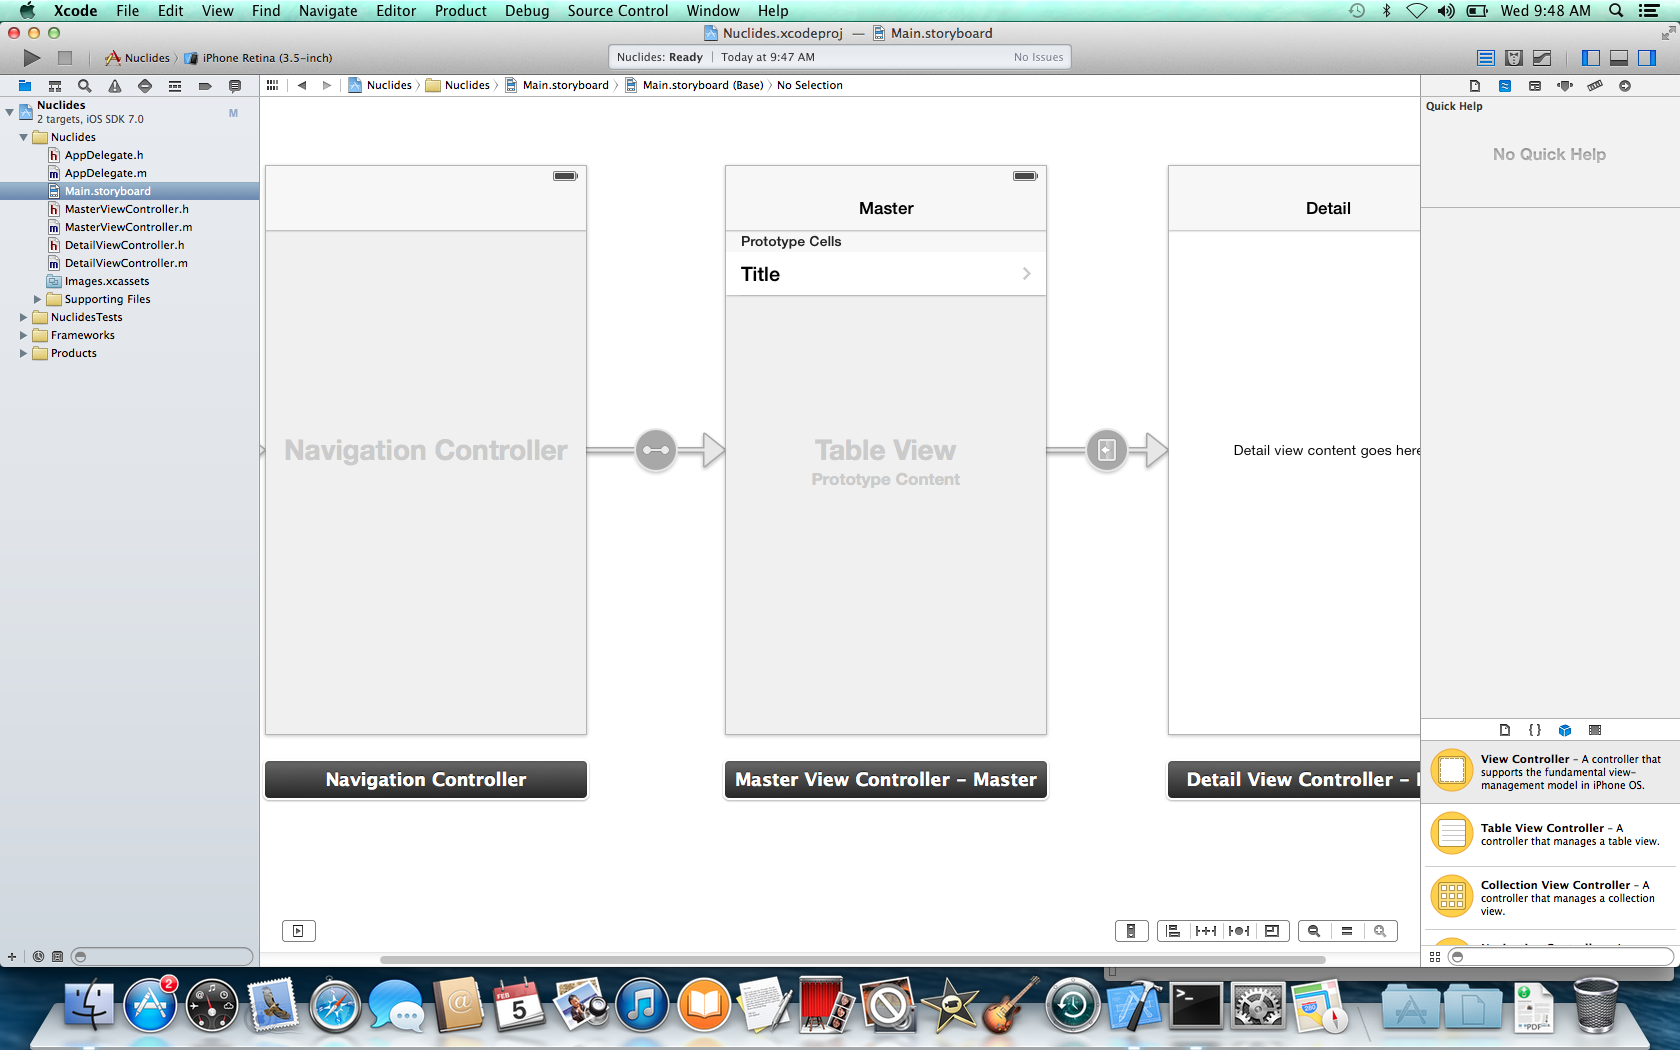 Xcode File Edit View Find Navigate Editor Product Debug Source Control Window Help Wed 9:48 AM
Nuclides.xcodeproj — Main.storyboard
Nuclides iPhone Retina (3.5-inch) Nuclides: Ready Today at 9:47 AM No Issues
Nuclides Nuclides Main.storyboard Main.storyboard (Base) No Selection
Nuclides
2 targets, iOS SDK 7.0 M
Nuclides
AppDelegate.h
AppDelegate.m
Main.storyboard
MasterViewController.h
MasterViewController.m
DetailViewController.h
DetailViewController.m
Images.xcassets
Supporting Files
NuclidesTests
Frameworks
Products
Navigation Controller
Navigation Controller
Master
Prototype Cells
Title
Table View
Prototype Content
Master View Controller – Master
Detail
Detail view content goes here
Detail View Controller –
Quick Help
No Quick Help
View Controller – A controller that
supports the fundamental view-
management model in iPhone OS.
Table View Controller – A
controller that manages a table view.
Collection View Controller – A
controller that manages a collection
view.
2
FEB
5
PDF